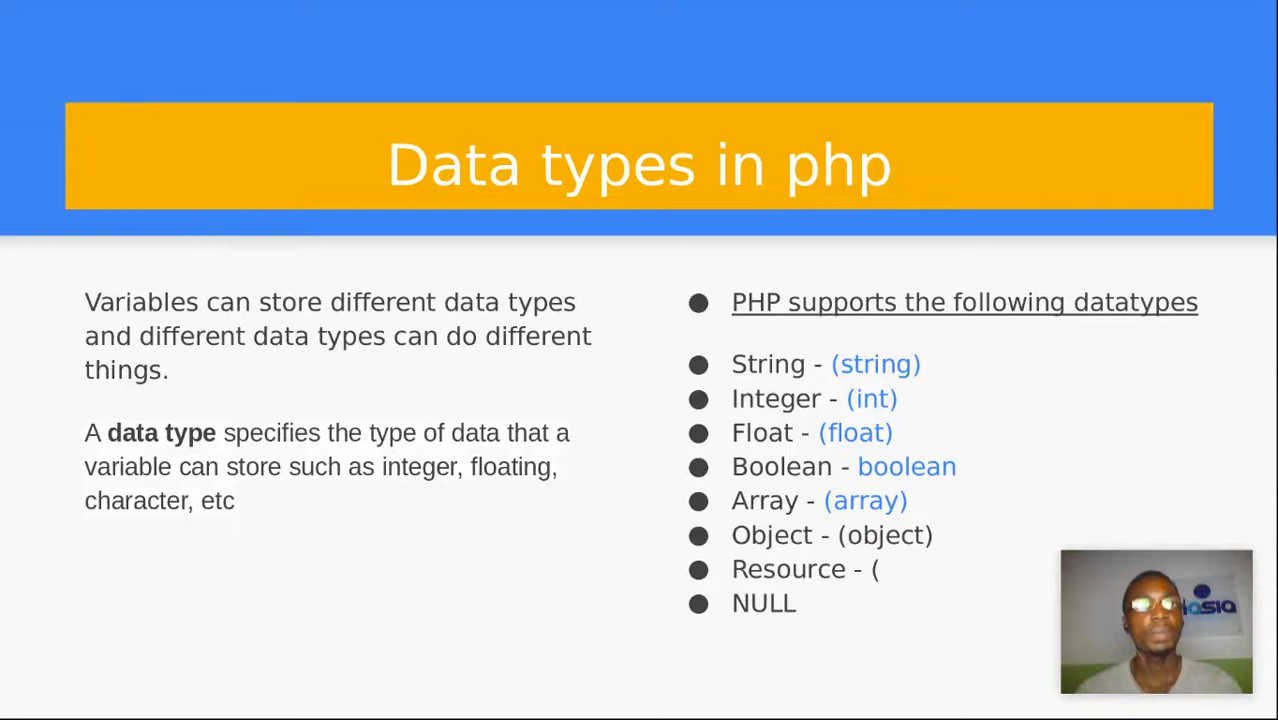 Data types in php
Variables can store different data types
and different data types can do different
things.
A data type specifies the type of data that a
variable can store such as integer, floating,
character, etc
● PHP supports the following datatypes
● String - (string)
● Integer - (int)
● Float - (float)
● Boolean - boolean
● Array - (array)
● Object - (object)
● Resource - (
● NULL